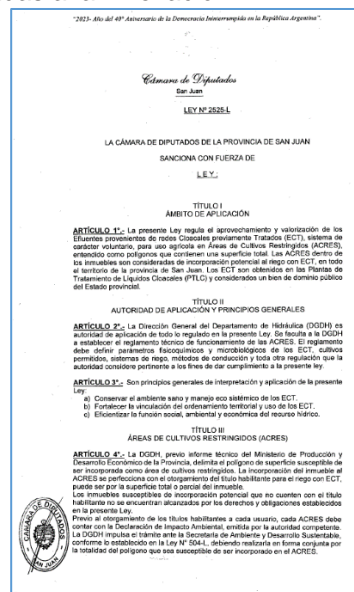 "2023- Año del 40º Aniversario de la Democracia Ininterrumpida en la República Argentina".
Cámara de Diputados
San Juan
LEY Nº 2525-L
LA CÁMARA DE DIPUTADOS DE LA PROVINCIA DE SAN JUAN
SANCIONA CON FUERZA DE
L E Y :
TÍTULO I
ÁMBITO DE APLICACIÓN
ARTÍCULO 1º.- La presente Ley regula el aprovechamiento y valorización de los
Efluentes provenientes de redes Cloacales previamente Tratados (ECT), sistema de
carácter voluntario, para uso agrícola en Áreas de Cultivos Restringidos (ACRES),
entendido como polígonos que contienen una superficie total. Las ACRES dentro de
los inmuebles son consideradas de incorporación potencial al riego con ECT, en todo
el territorio de la provincia de San Juan. Los ECT son obtenidos en las Plantas de
Tratamiento de Líquidos Cloacales (PTLC) y considerados un bien de dominio público
del Estado provincial.
TÍTULO II
AUTORIDAD DE APLICACIÓN Y PRINCIPIOS GENERALES
ARTÍCULO 2º.- La Dirección General del Departamento de Hidráulica (DGDH) es
autoridad de aplicación de todo lo regulado en la presente Ley. Se faculta a la DGDH
a establecer el reglamento técnico de funcionamiento de las ACRES. El reglamento
debe definir parámetros fisicoquímicos y microbiológicos de los ECT, cultivos
permitidos, sistemas de riego, métodos de conducción y toda otra regulación que la
autoridad considere pertinente a los fines de dar cumplimiento a la presente ley.
ARTÍCULO 3º.- Son principios generales de interpretación y aplicación de la presente
Ley:
a) Conservar el ambiente sano y manejo eco sistémico de los ECT.
b) Fortalecer la vinculación del ordenamiento territorial y uso de los ECT.
c) Eficientizar la función social, ambiental y económica del recurso hídrico.
TÍTULO III
ÁREAS DE CULTIVOS RESTRINGIDOS (ACRES)
ARTÍCULO 4º.- La DGDH, previo informe técnico del Ministerio de Producción y
Desarrollo Económico de la Provincia, delimita el polígono de superficie susceptible de
ser incorporada como área de cultivos restringidos. La incorporación del inmueble al
ACRES se perfecciona con el otorgamiento del título habilitante para el riego con ECT,
puede ser por la superficie total o parcial del inmueble.
Los inmuebles susceptibles de incorporación potencial que no cuenten con el título
habilitante no se encuentran alcanzados por los derechos y obligaciones establecidos
en la presente Ley.
Previo al otorgamiento de los títulos habilitantes a cada usuario, cada ACRES debe
contar con la Declaración de Impacto Ambiental, emitida por la autoridad competente.
La DGDH impulsa el trámite ante la Secretaría de Ambiente y Desarrollo Sustentable,
conforme lo establecido en la Ley Nº 504-L, debiendo realizarla en forma conjunta por
la totalidad del polígono que sea susceptible de ser incorporado en el ACRES.
CÁMARA DE DIPUTADOS
SAN JUAN